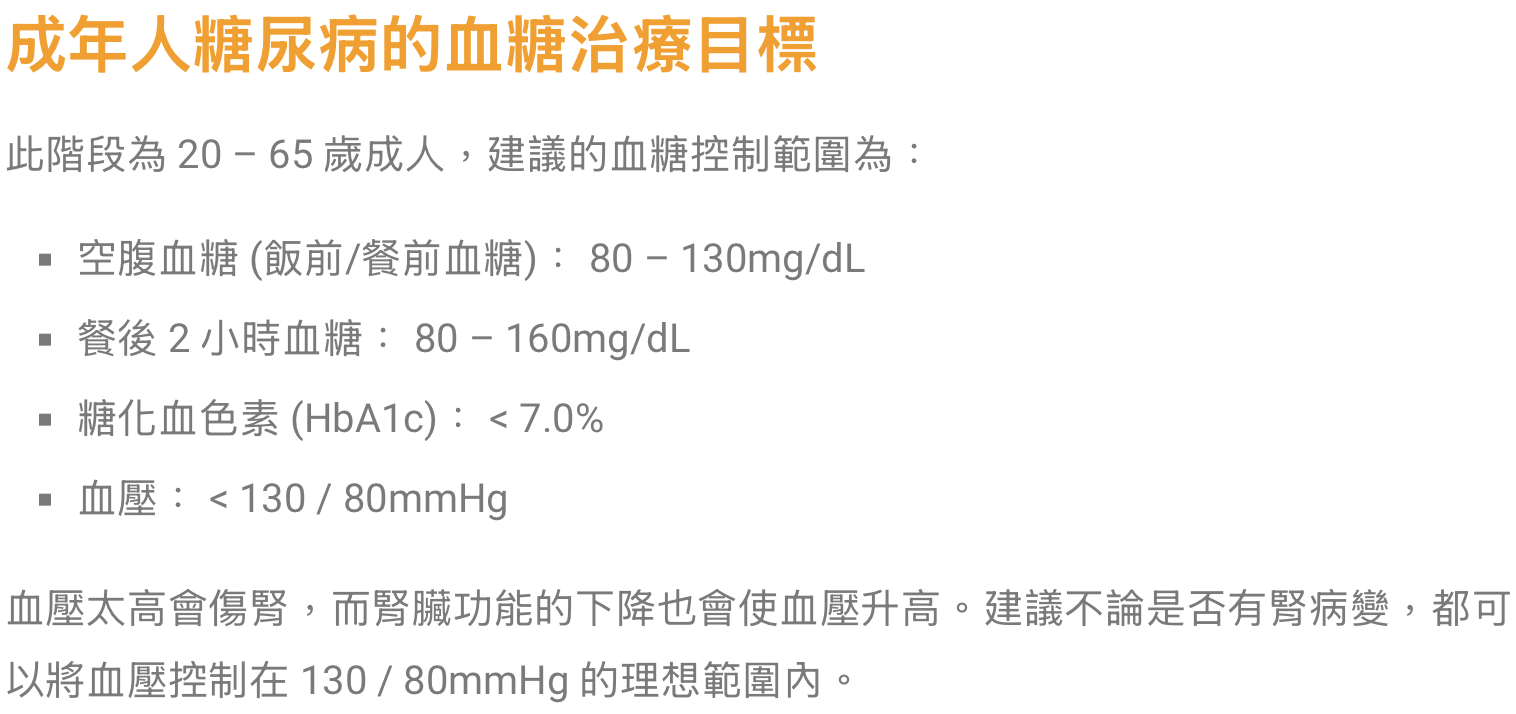 成年人糖尿病的血糖治療目標
此階段為 20 – 65 歲成人，建議的血糖控制範圍為：
▪ 空腹血糖 (飯前/餐前血糖)： 80 – 130mg/dL
▪ 餐後 2 小時血糖： 80 – 160mg/dL
▪ 糖化血色素 (HbA1c)： < 7.0%
▪ 血壓： < 130 / 80mmHg
血壓太高會傷腎，而腎臟功能的下降也會使血壓升高。建議不論是否有腎病變，都可
以將血壓控制在 130 / 80mmHg 的理想範圍內。